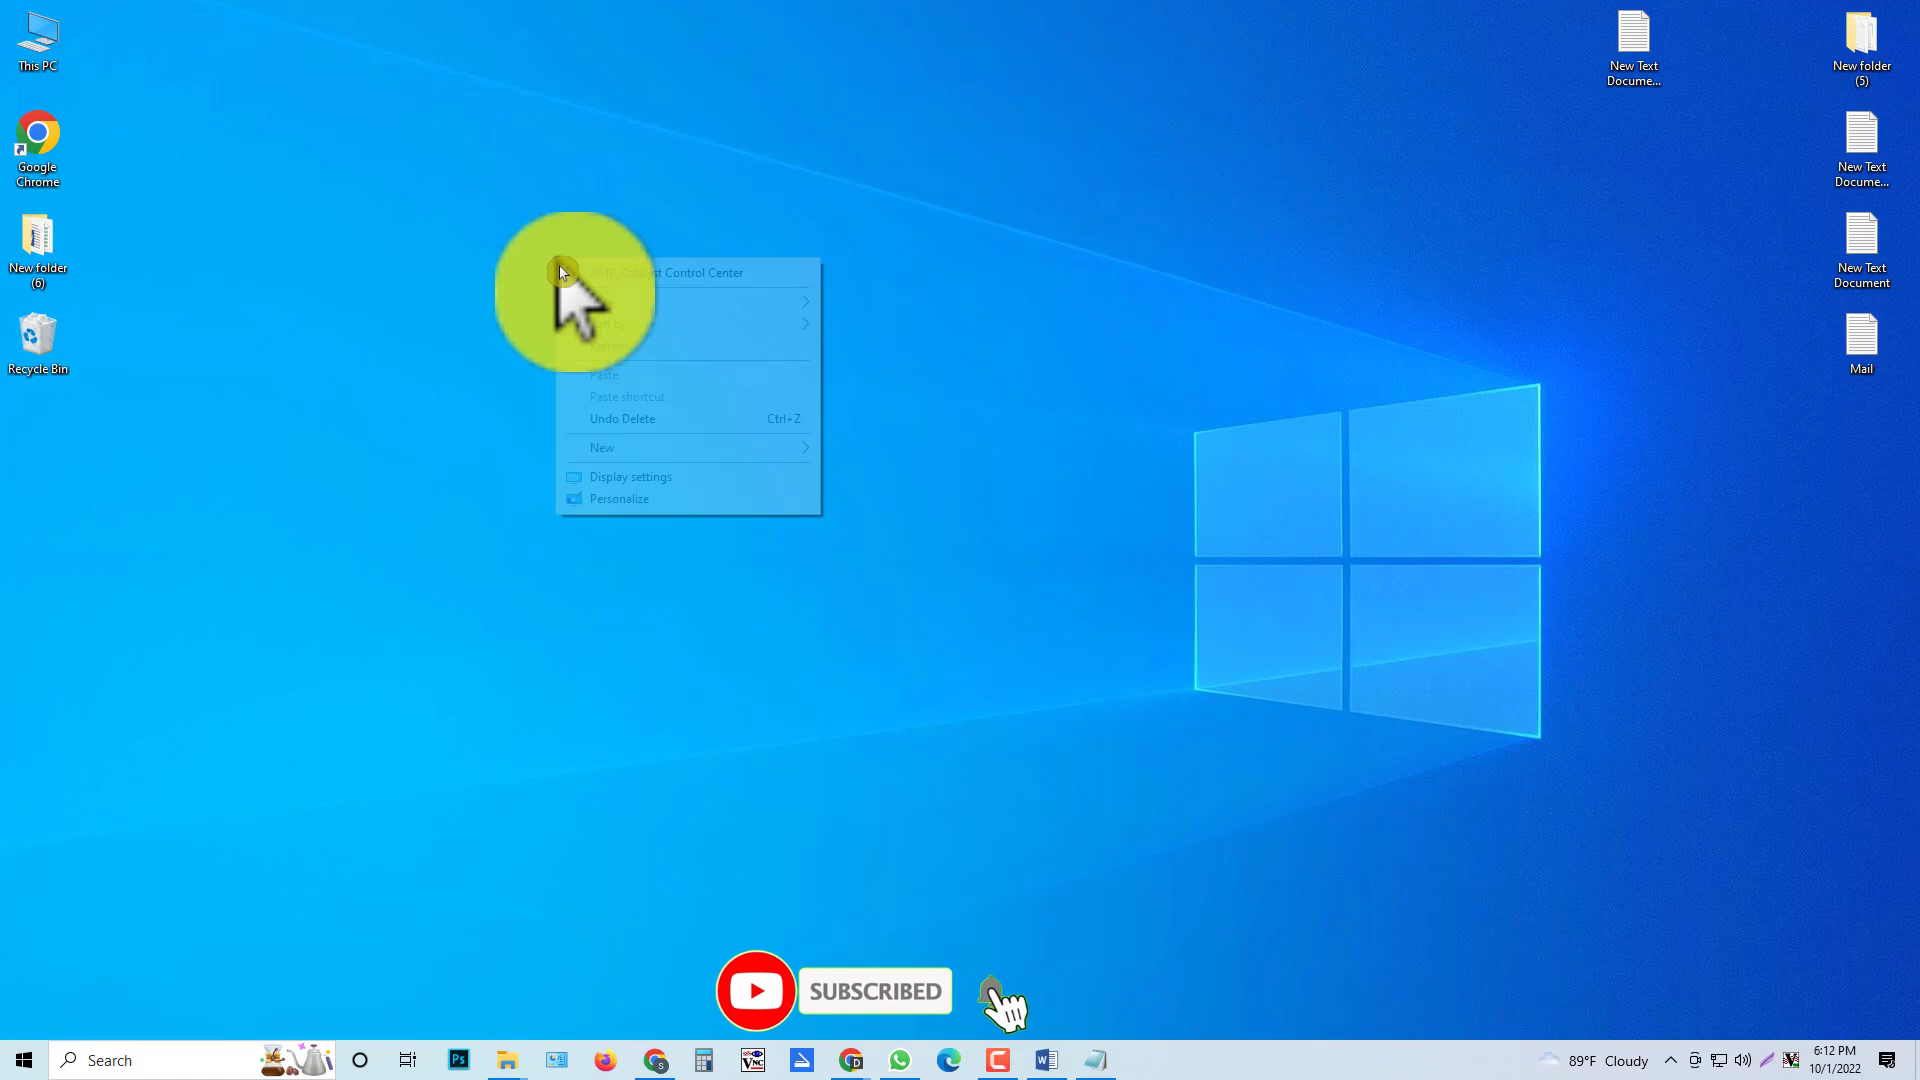 This PC
Google
Chrome
New folder
(6)
Recycle Bin
New Text
Docume...
New folder
(5)
New Text
Docume...
New Text
Document
Mail
Control Center
Paste
Paste shortcut
Undo Delete Ctrl+Z
New
Display settings
Personalize
SUBSCRIBED
Search
Ps
S
VNC
D
89°F Cloudy
6:12 PM
10/1/2022